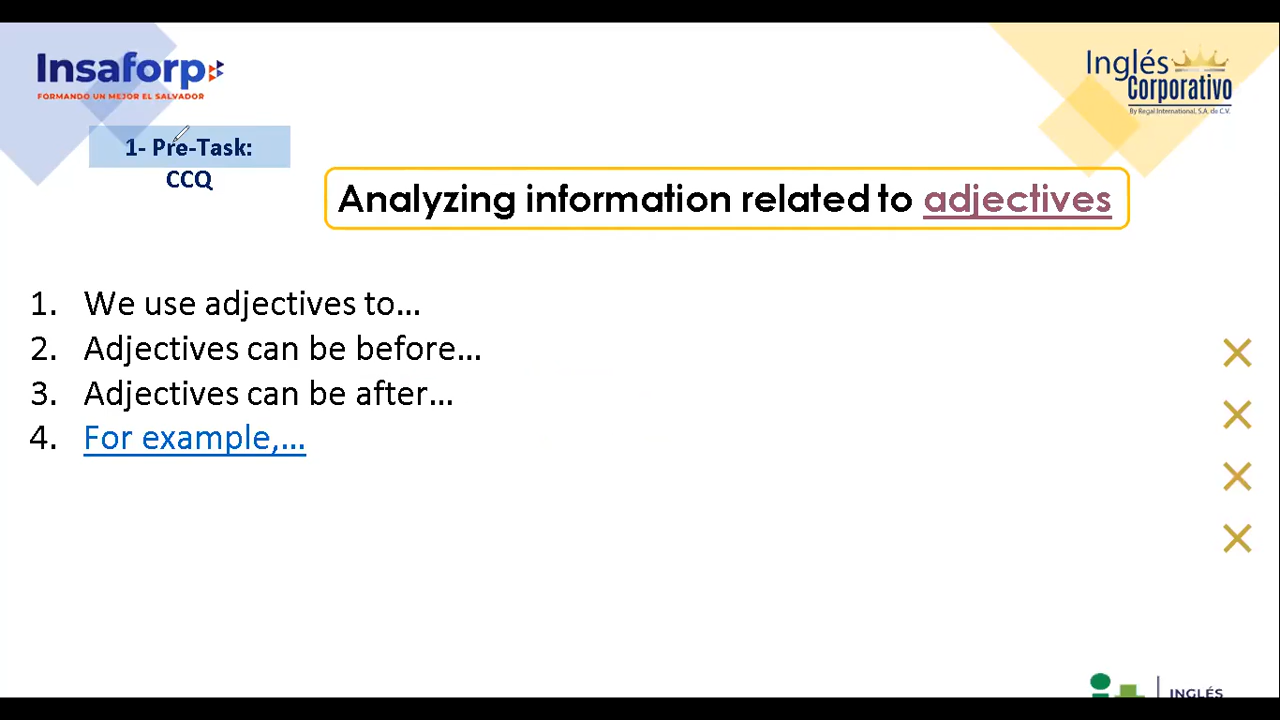 Insaforp
FORMANDO UN MEJOR EL SALVADOR
Inglés
Corporativo
By Regal International, S.A. de C.V.
1- Pre-Task:
CCQ
Analyzing information related to adjectives
1. We use adjectives to...
2. Adjectives can be before...
3. Adjectives can be after...
4. For example,...
INGLÉS